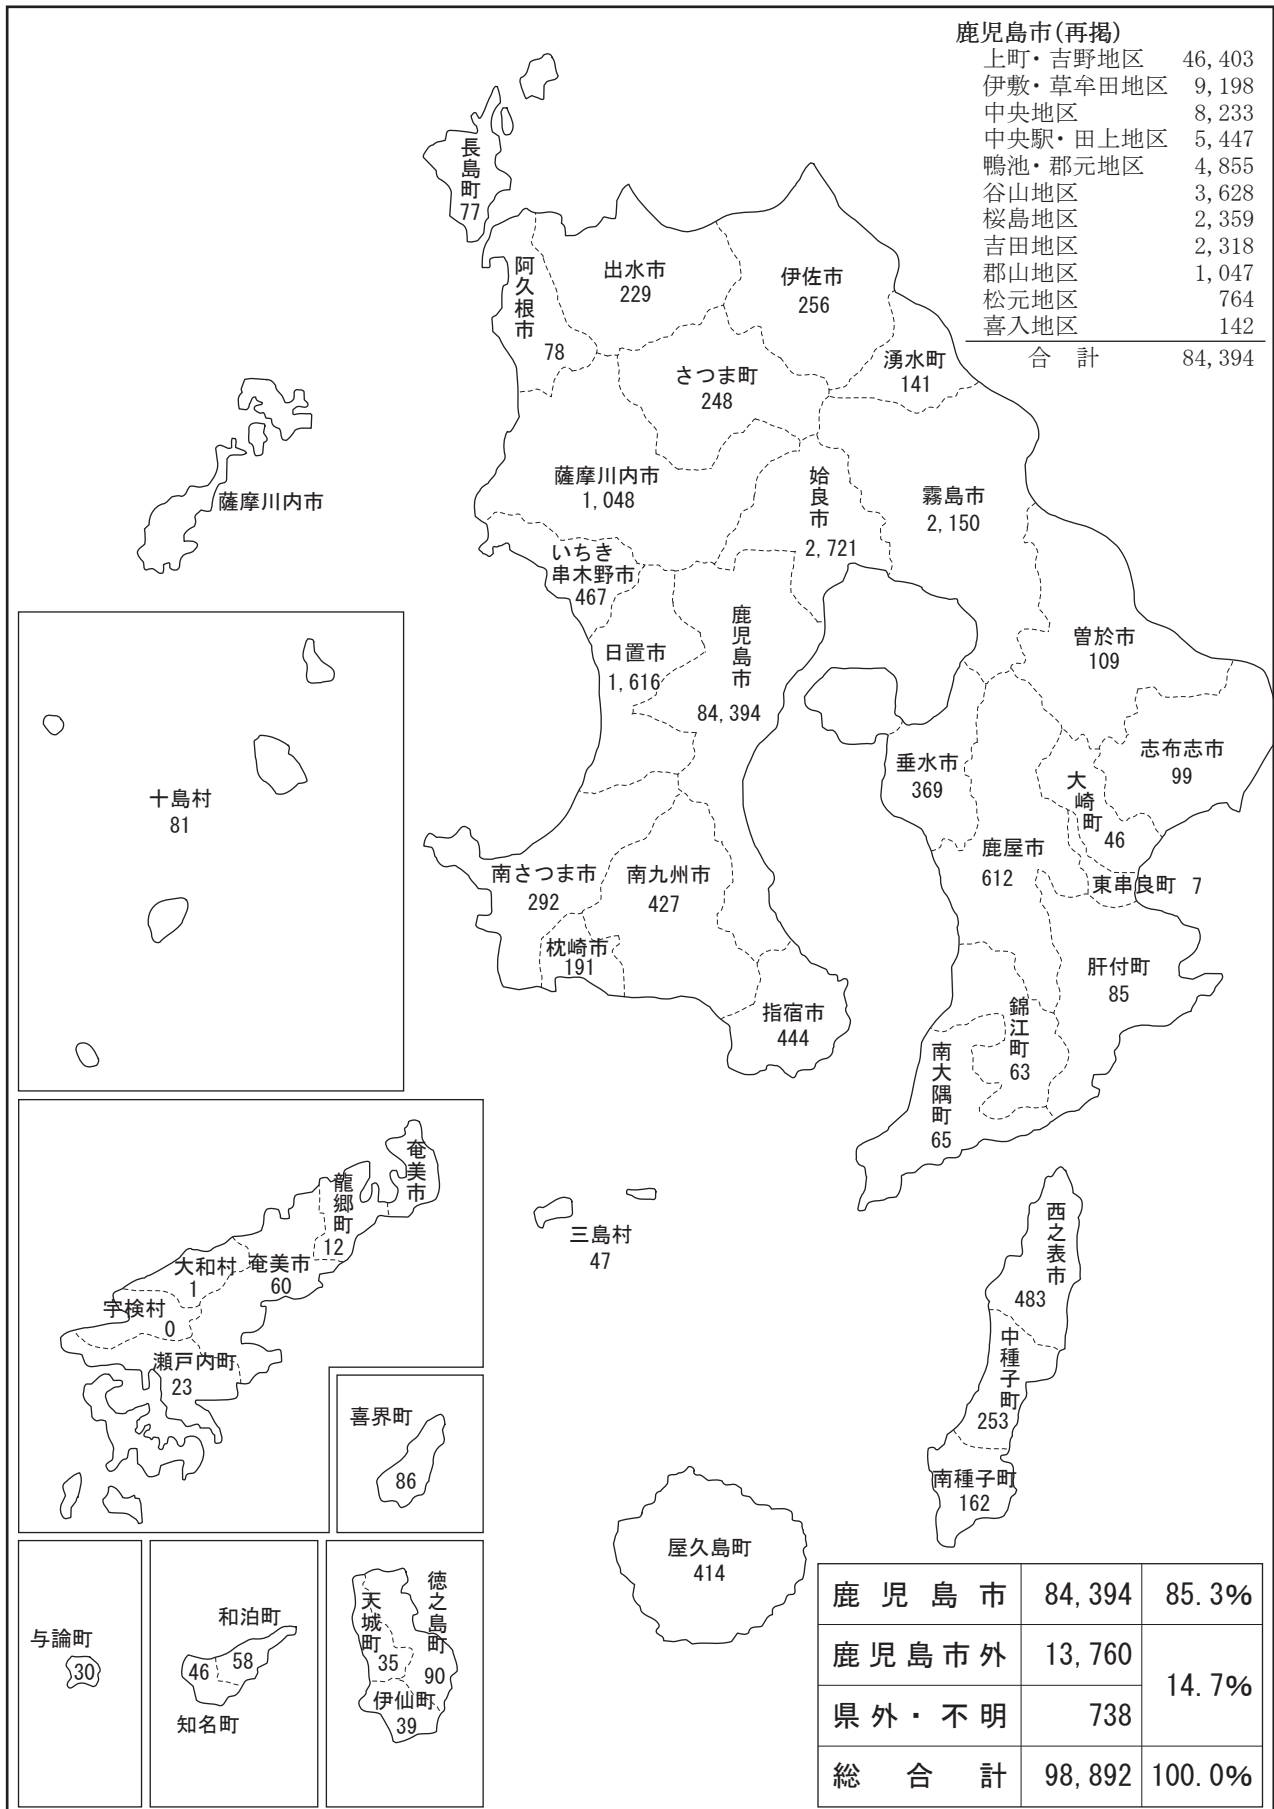 鹿児島市(再掲)
上町・吉野地区 46,403
伊敷・草牟田地区 9,198
中央地区 8,233
中央駅・田上地区 5,447
鴨池・郡元地区 4,855
谷山地区 3,628
桜島地区 2,359
吉田地区 2,318
郡山地区 1,047
松元地区 764
喜入地区 142
合計 84,394
長島町
77
阿久根市
78
出水市
229
伊佐市
256
湧水町
141
さつま町
248
薩摩川内市
1,048
薩摩川内市
姶良市
2,721
霧島市
2,150
いちき
串木野市
467
日置市
1,616
鹿児島市
84,394
曽於市
109
志布志市
99
垂水市
369
大崎町
46
鹿屋市
612
東串良町 7
南さつま市
292
南九州市
427
枕崎市
191
指宿市
444
肝付町
85
錦江町
63
南大隅町
65
十島村
81
三島村
47
西之表市
483
中種子町
253
南種子町
162
屋久島町
414
奄美市
龍郷町
12
大和村
1
奄美市
60
宇検村
0
瀬戸内町
23
喜界町
86
与論町
30
和泊町
58
46
知名町
天城町
35
徳之島町
90
伊仙町
39
鹿児島市 84,394 85.3%
鹿児島市外 13,760
14.7%
県外・不明 738
総合計 98,892 100.0%